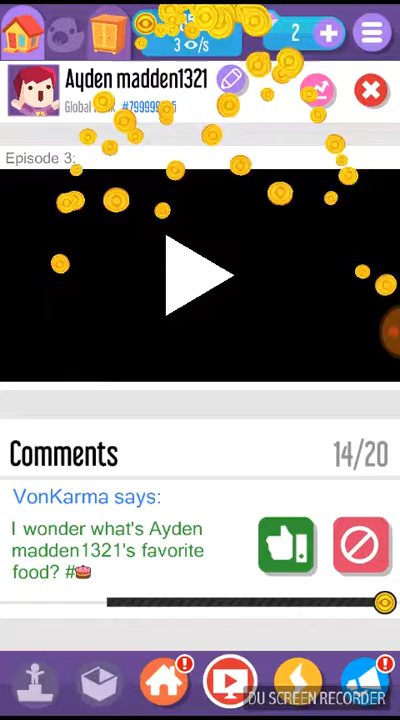 3 /s
2
Ayden madden1321
Global
Episode 3:
Comments
14/20
VonKarma says:
I wonder what's Ayden
madden1321's favorite
food? #🎂
DU SCREEN RECORDER